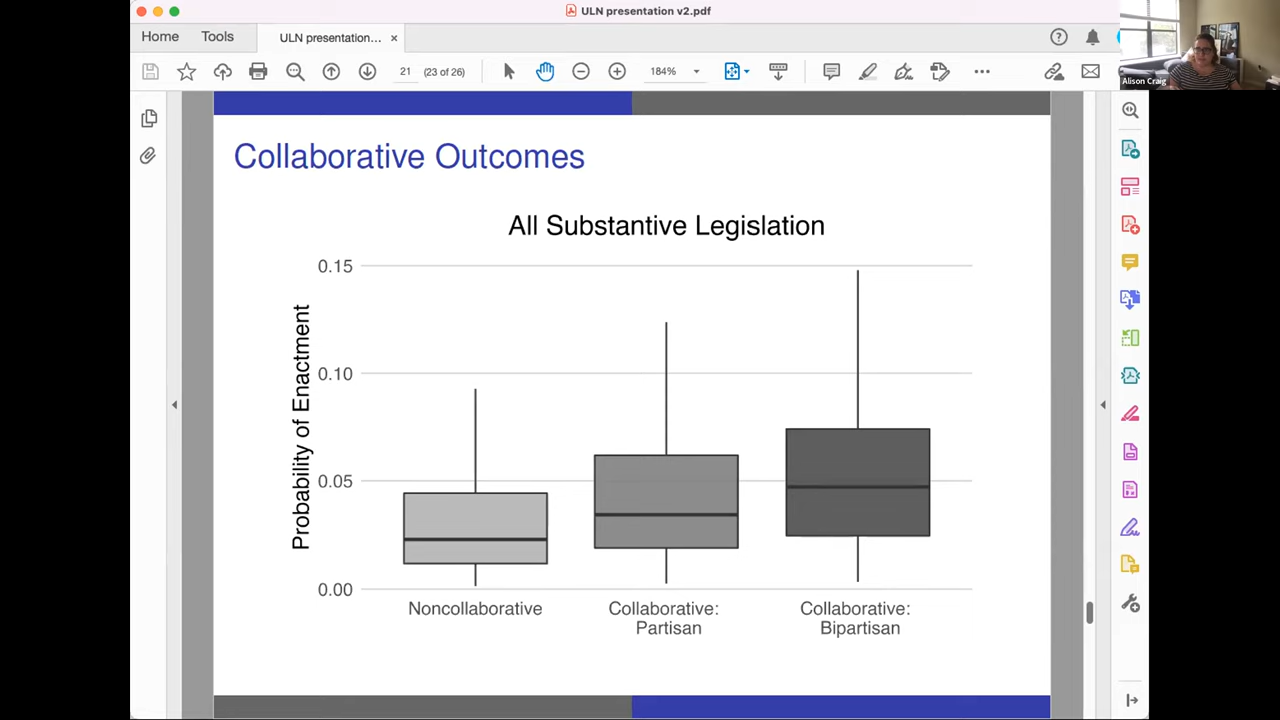 ULN presentation v2.pdf
Home
Tools
ULN presentation...
×
21
(23 of 26)
184%
Alison Craig
Collaborative Outcomes
All Substantive Legislation
Probability of Enactment
0.15
0.10
0.05
0.00
Noncollaborative
Collaborative:
Partisan
Collaborative:
Bipartisan